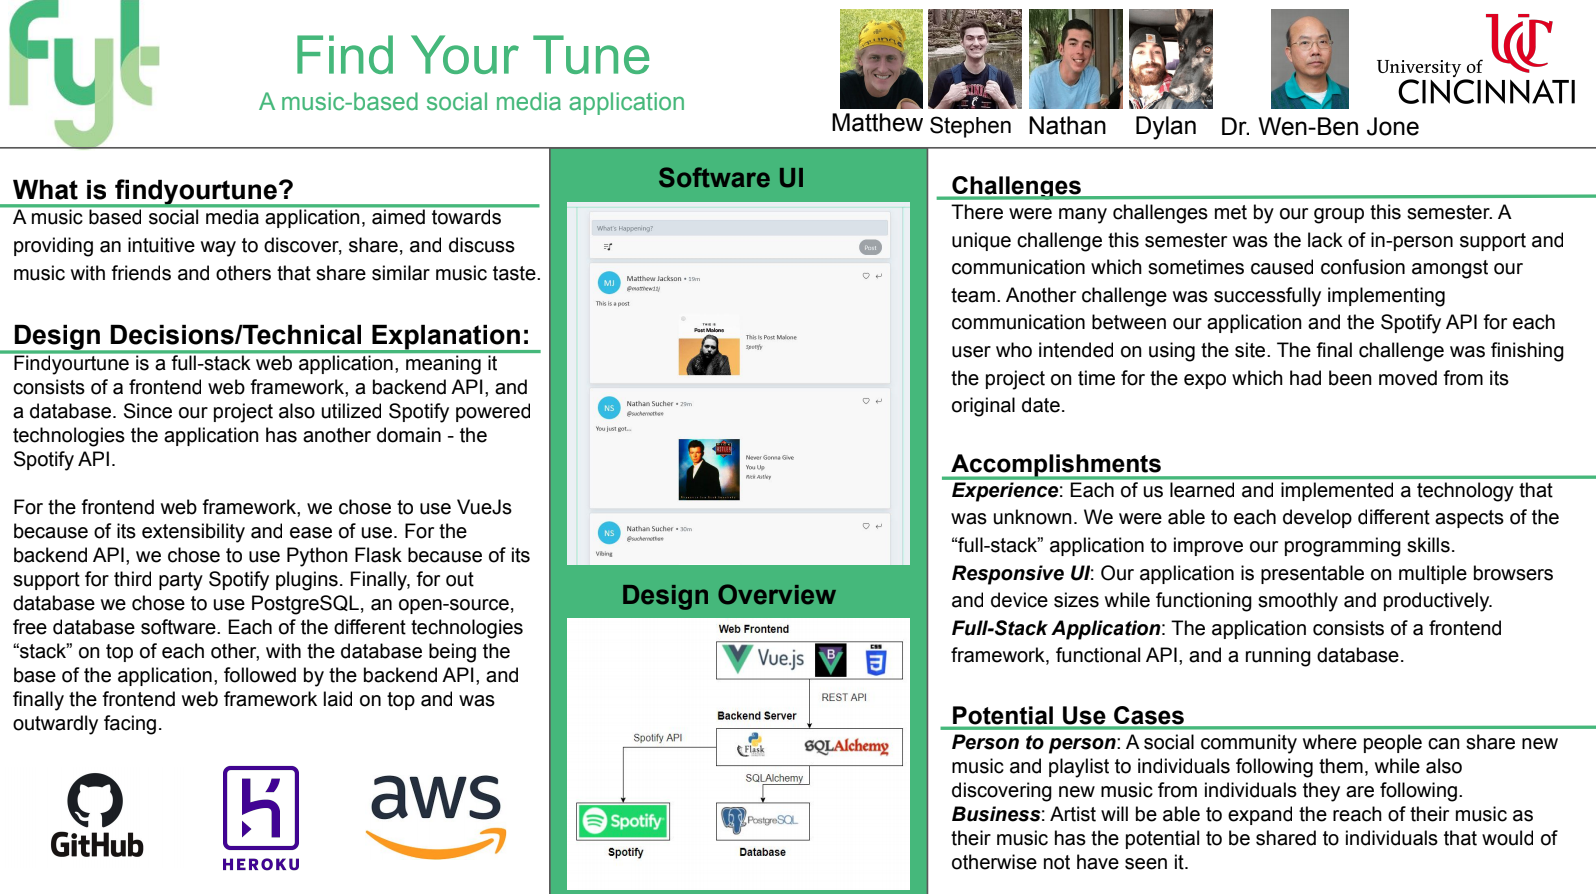 fyt
Find Your Tune
A music-based social media application
Matthew Stephen Nathan Dylan Dr. Wen-Ben Jone
UC
University of
CINCINNATI
What is findyourtune?
A music based social media application, aimed towards
providing an intuitive way to discover, share, and discuss
music with friends and others that share similar music taste.
Design Decisions/Technical Explanation:
Findyourtune is a full-stack web application, meaning it
consists of a frontend web framework, a backend API, and
a database. Since our project also utilized Spotify powered
technologies the application has another domain - the
Spotify API.
For the frontend web framework, we chose to use VueJs
because of its extensibility and ease of use. For the
backend API, we chose to use Python Flask because of its
support for third party Spotify plugins. Finally, for out
database we chose to use PostgreSQL, an open-source,
free database software. Each of the different technologies
“stack” on top of each other, with the database being the
base of the application, followed by the backend API, and
finally the frontend web framework laid on top and was
outwardly facing.
GitHub
HEROKU
aws
Software UI
What's Happening?
Post
MJ
Matthew Jackson • 19m
@matthew11j
This is a post
THIS IS
Post Malone
This Is Post Malone
Spotify
NS
Nathan Sucher • 29m
@suchernathan
You just got...
Never Gonna Give
You Up
Rick Astley
NS
Nathan Sucher • 30m
@suchernathan
Vibing
Design Overview
Web Frontend
Vue.js
B
CSS
3
REST API
Backend Server
Flask
SQLAlchemy
Spotify API
SQLAlchemy
Spotify
PostgreSQL
Spotify
Database
Challenges
There were many challenges met by our group this semester. A
unique challenge this semester was the lack of in-person support and
communication which sometimes caused confusion amongst our
team. Another challenge was successfully implementing
communication between our application and the Spotify API for each
user who intended on using the site. The final challenge was finishing
the project on time for the expo which had been moved from its
original date.
Accomplishments
Experience: Each of us learned and implemented a technology that
was unknown. We were able to each develop different aspects of the
“full-stack” application to improve our programming skills.
Responsive UI: Our application is presentable on multiple browsers
and device sizes while functioning smoothly and productively.
Full-Stack Application: The application consists of a frontend
framework, functional API, and a running database.
Potential Use Cases
Person to person: A social community where people can share new
music and playlist to individuals following them, while also
discovering new music from individuals they are following.
Business: Artist will be able to expand the reach of their music as
their music has the potential to be shared to individuals that would of
otherwise not have seen it.